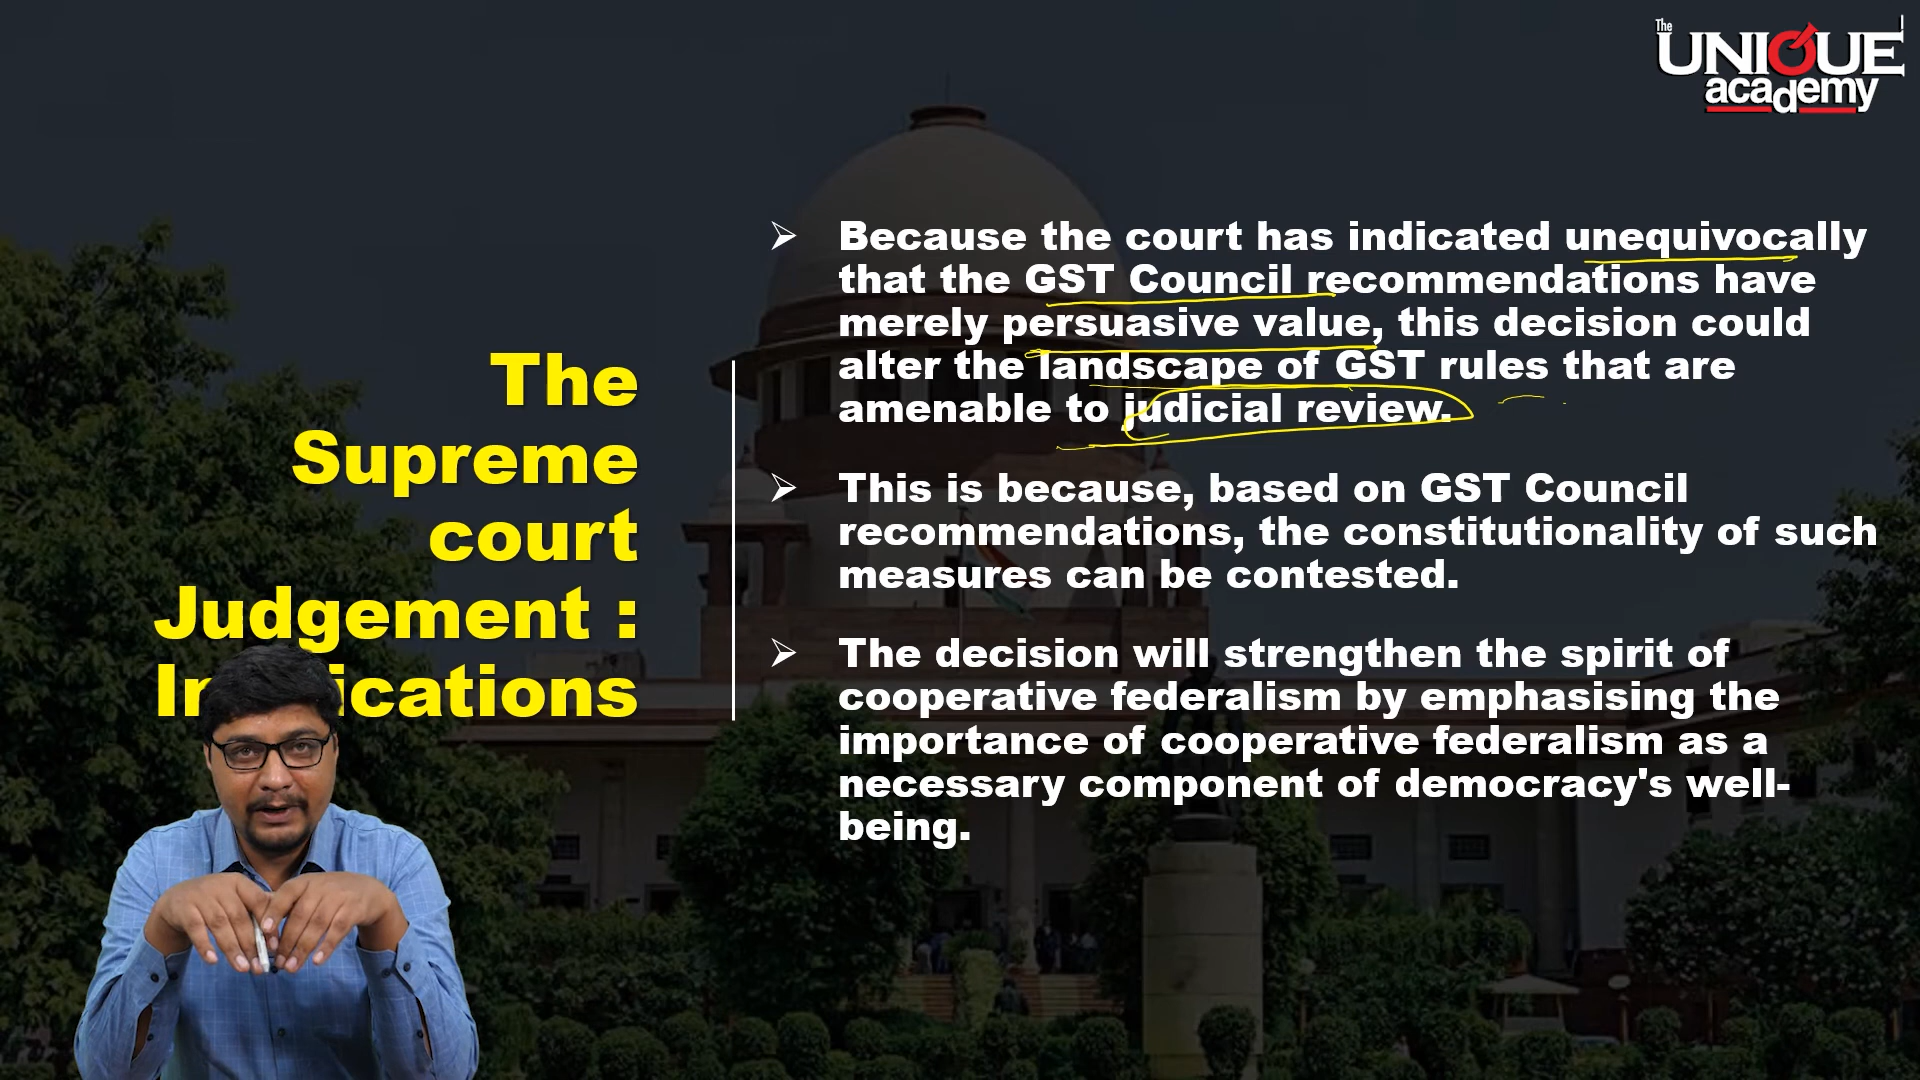 The
UNIQUE
academy
The
Supreme
court
Judgement :
Implications
Because the court has indicated unequivocally
that the GST Council recommendations have
merely persuasive value, this decision could
alter the landscape of GST rules that are
amenable to judicial review.
This is because, based on GST Council
recommendations, the constitutionality of such
measures can be contested.
The decision will strengthen the spirit of
cooperative federalism by emphasising the
importance of cooperative federalism as a
necessary component of democracy's well-
being.